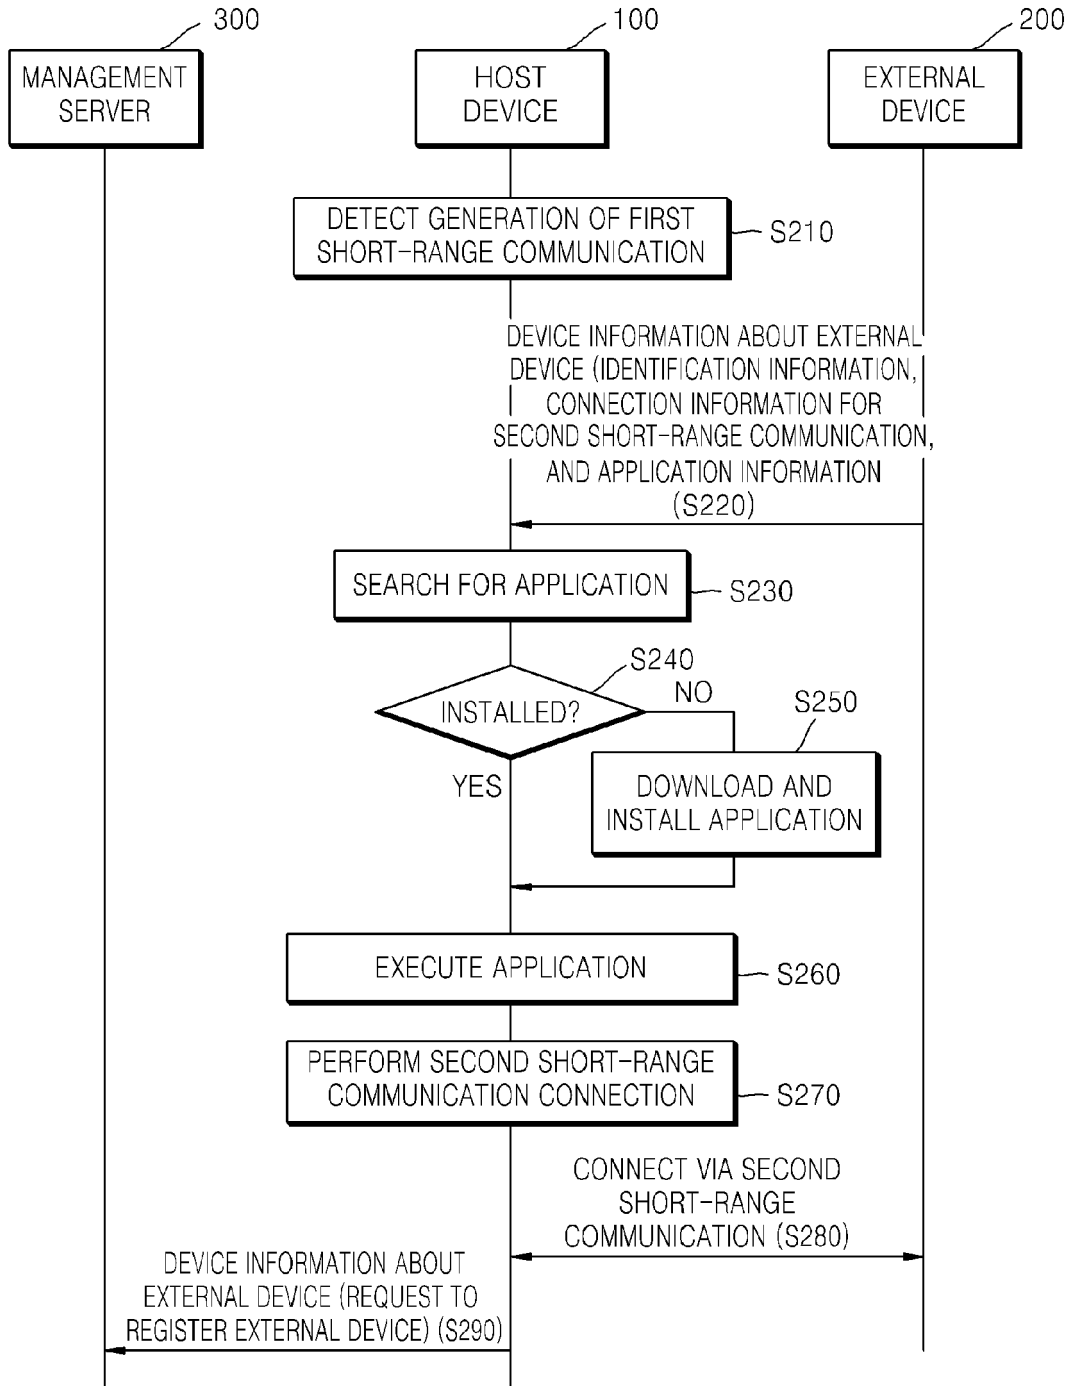 300
100
200
MANAGEMENT
SERVER
HOST
DEVICE
EXTERNAL
DEVICE
DETECT GENERATION OF FIRST
SHORT-RANGE COMMUNICATION
S210
DEVICE INFORMATION ABOUT EXTERNAL
DEVICE (IDENTIFICATION INFORMATION,
CONNECTION INFORMATION FOR
SECOND SHORT-RANGE COMMUNICATION,
AND APPLICATION INFORMATION
(S220)
SEARCH FOR APPLICATION
S230
S240
INSTALLED?
NO
YES
S250
DOWNLOAD AND
INSTALL APPLICATION
EXECUTE APPLICATION
S260
PERFORM SECOND SHORT-RANGE
COMMUNICATION CONNECTION
S270
CONNECT VIA SECOND
SHORT-RANGE
COMMUNICATION (S280)
DEVICE INFORMATION ABOUT
EXTERNAL DEVICE (REQUEST TO
REGISTER EXTERNAL DEVICE) (S290)